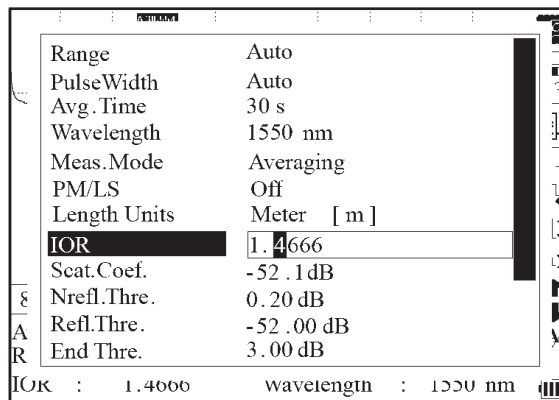 Range Auto
PulseWidth Auto
Avg.Time 30 s
Wavelength 1550 nm
Meas.Mode Averaging
PM/LS Off
Length Units Meter [ m ]
IOR 1.4666
Scat.Coef. -52 .1dB
Nrefl.Thre. 0.20 dB
Refl.Thre. -52 .00 dB
End Thre. 3.00 dB
8
A
R
IOR : 1.4666 Wavelength : 1550 nm